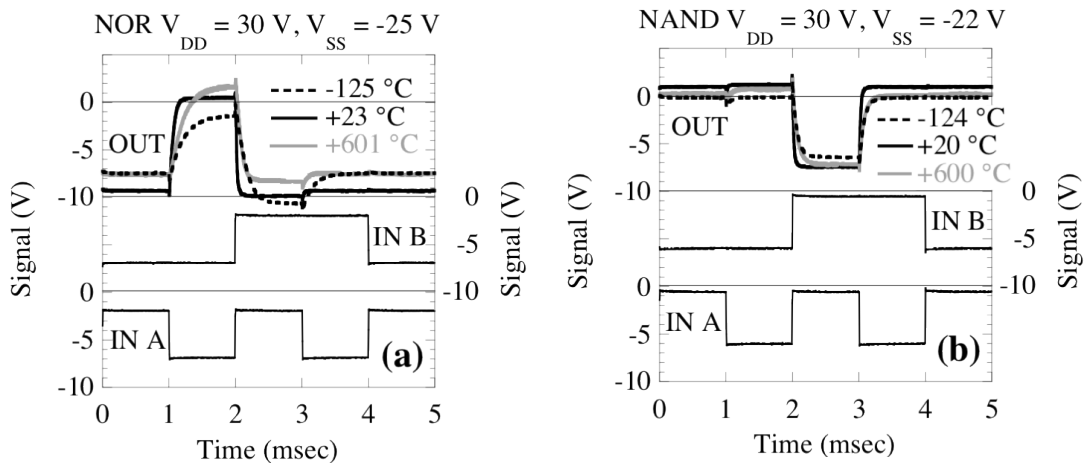 NOR V_DD = 30 V, V_SS = -25 V
0
-5
-10
0
-5
-10
0
-5
-10
Signal (V)
Signal (V)
Signal (V)
OUT
-125 °C
+23 °C
+601 °C
IN B
IN A
(a)
0 1 2 3 4 5
Time (msec)
NAND V_DD = 30 V, V_SS = -22 V
0
-5
-10
0
-5
-10
0
-5
-10
Signal (V)
Signal (V)
Signal (V)
OUT
-124 °C
+20 °C
+600 °C
IN B
IN A
(b)
0 1 2 3 4 5
Time (msec)